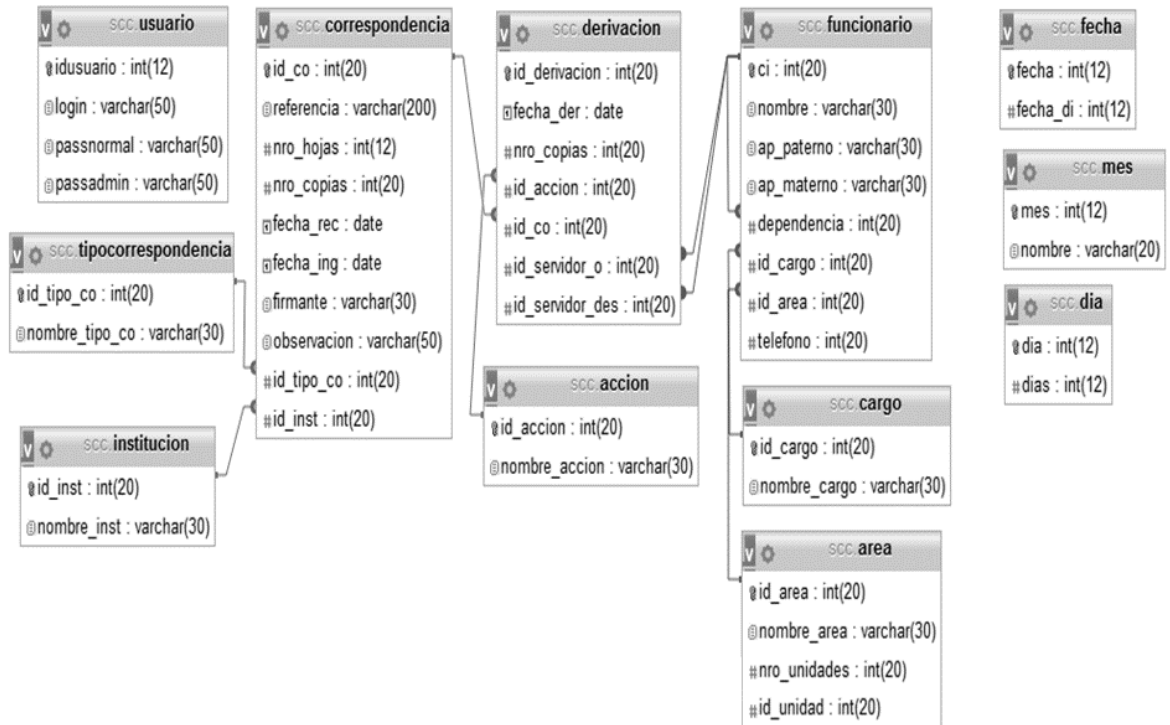 scc.usuario
idusuario : int(12)
login : varchar(50)
passnormal : varchar(50)
passadmin : varchar(50)
scc.tipocorrespondencia
id_tipo_co : int(20)
nombre_tipo_co : varchar(30)
scc.institucion
id_inst : int(20)
nombre_inst : varchar(30)
scc.correspondencia
id_co : int(20)
referencia : varchar(200)
#nro_hojas : int(12)
#nro_copias : int(20)
fecha_rec : date
fecha_ing : date
firmante : varchar(30)
observacion : varchar(50)
#id_tipo_co : int(20)
#id_inst : int(20)
scc.derivacion
id_derivacion : int(20)
fecha_der : date
#nro_copias : int(20)
#id_accion : int(20)
#id_co : int(20)
#id_servidor_o : int(20)
#id_servidor_des : int(20)
scc.accion
id_accion : int(20)
nombre_accion : varchar(30)
scc.funcionario
ci : int(20)
nombre : varchar(30)
ap_paterno : varchar(30)
ap_materno : varchar(30)
#dependencia : int(20)
#id_cargo : int(20)
#id_area : int(20)
#telefono : int(20)
scc.cargo
id_cargo : int(20)
nombre_cargo : varchar(30)
scc.area
id_area : int(20)
nombre_area : varchar(30)
#nro_unidades : int(20)
#id_unidad : int(20)
scc.fecha
fecha : int(12)
#fecha_di : int(12)
scc.mes
mes : int(12)
nombre : varchar(20)
scc.dia
dia : int(12)
#dias : int(12)